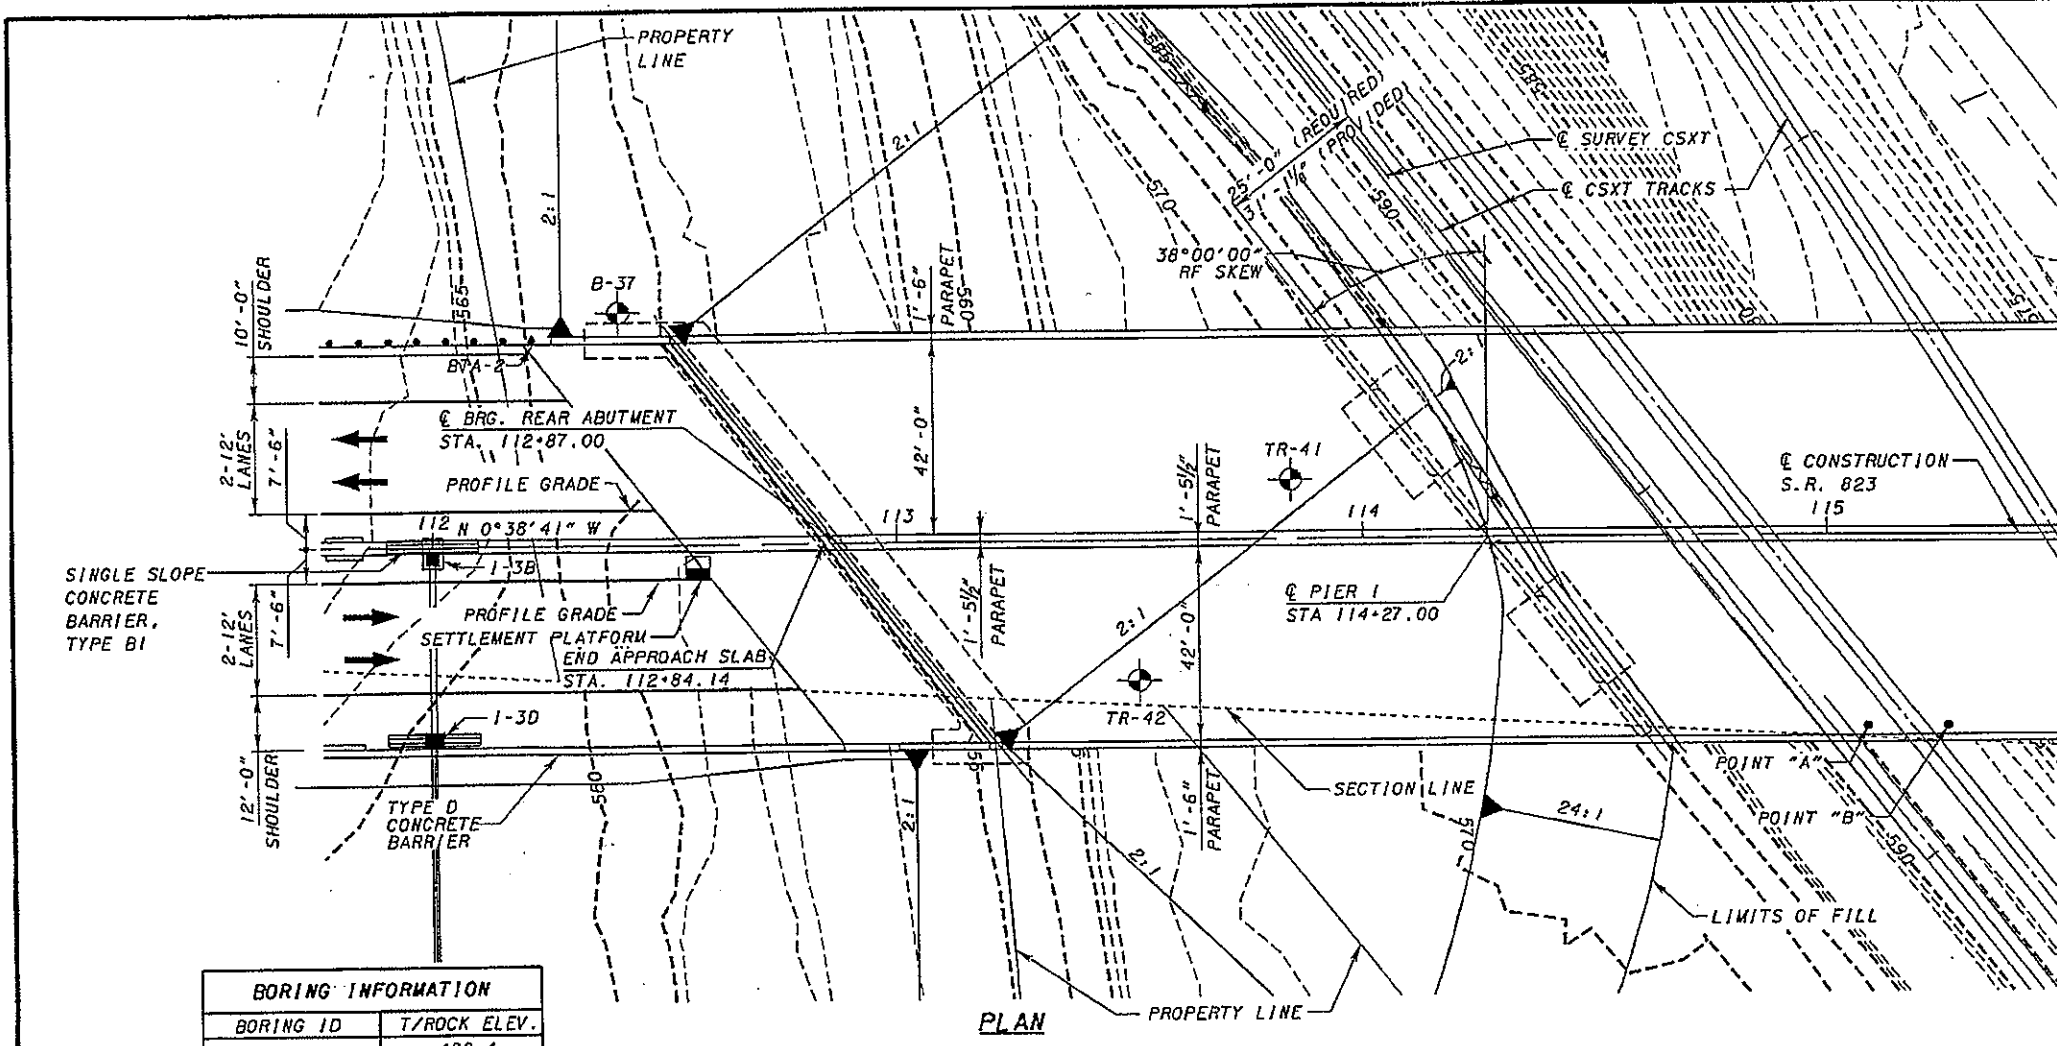 PROPERTY
LINE
2:1
2:1
585
585
25'-0" (REQUIRED)
(PROVIDED)
℄ SURVEY CSXT
℄ CSXT TRACKS
570
590
575
38°00'00"
RF SKEW
10'-0"
SHOULDER
565
B-37
1'-6"
PARAPET
560
BTA-2
℄ BRG. REAR ABUTMENT
STA. 112+87.00
2-12'
LANES
7'-6"
42'-0"
PROFILE GRADE
TR-41
1'-5½"
PARAPET
℄ CONSTRUCTION
S.R. 823
112
N 0°38'41" W
113
114
115
SINGLE SLOPE
CONCRETE
BARRIER,
TYPE B1
I-3B
2-12'
LANES
7'-6"
PROFILE GRADE
SETTLEMENT PLATFORM
END APPROACH SLAB
STA. 112+84.14
1'-5½"
PARAPET
2:1
42'-0"
℄ PIER 1
STA 114+27.00
TR-42
I-3D
12'-0"
SHOULDER
TYPE D
CONCRETE
BARRIER
580
2:1
2:1
1'-6"
PARAPET
SECTION LINE
570
24:1
POINT "A"
POINT "B"
590
LIMITS OF FILL
PROPERTY LINE
PLAN
BORING INFORMATION
BORING ID
T/ROCK ELEV.